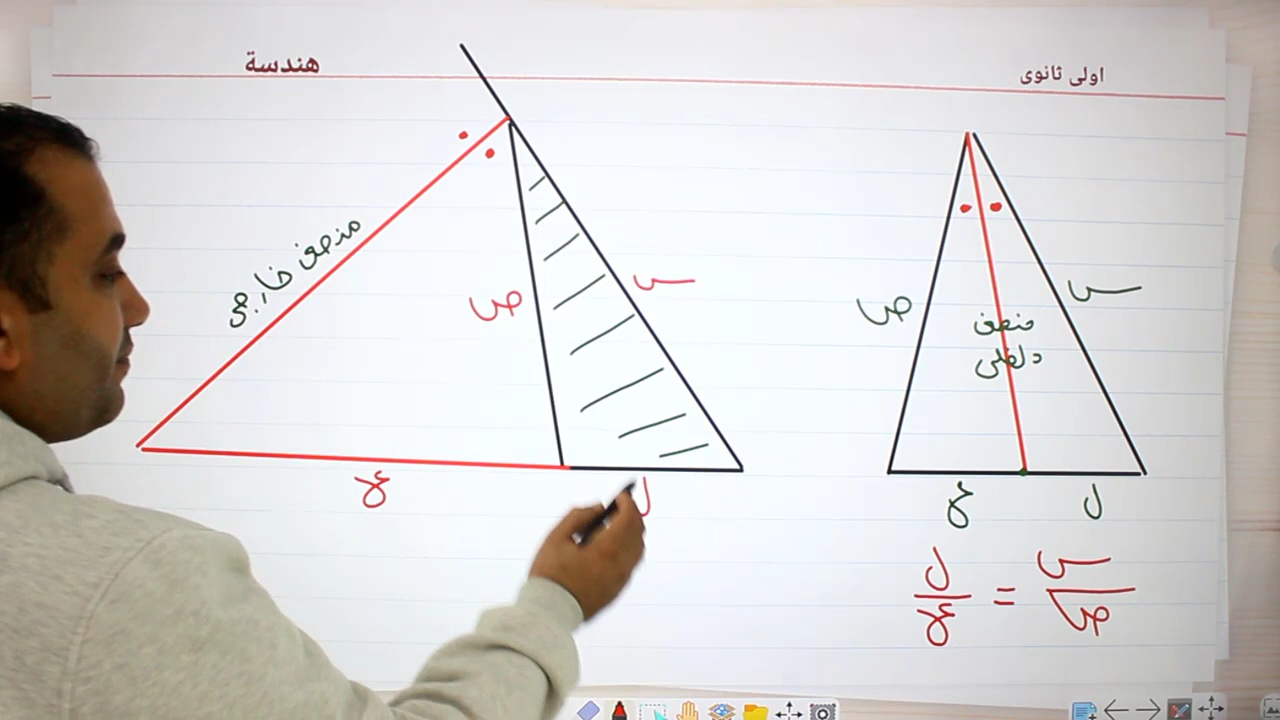 اولى ثانوى
هندسة
منصف خارجى
س
ص
ع
ل
س
ص
منصف
داخلى
ع
ل
س/ص = ل/ع